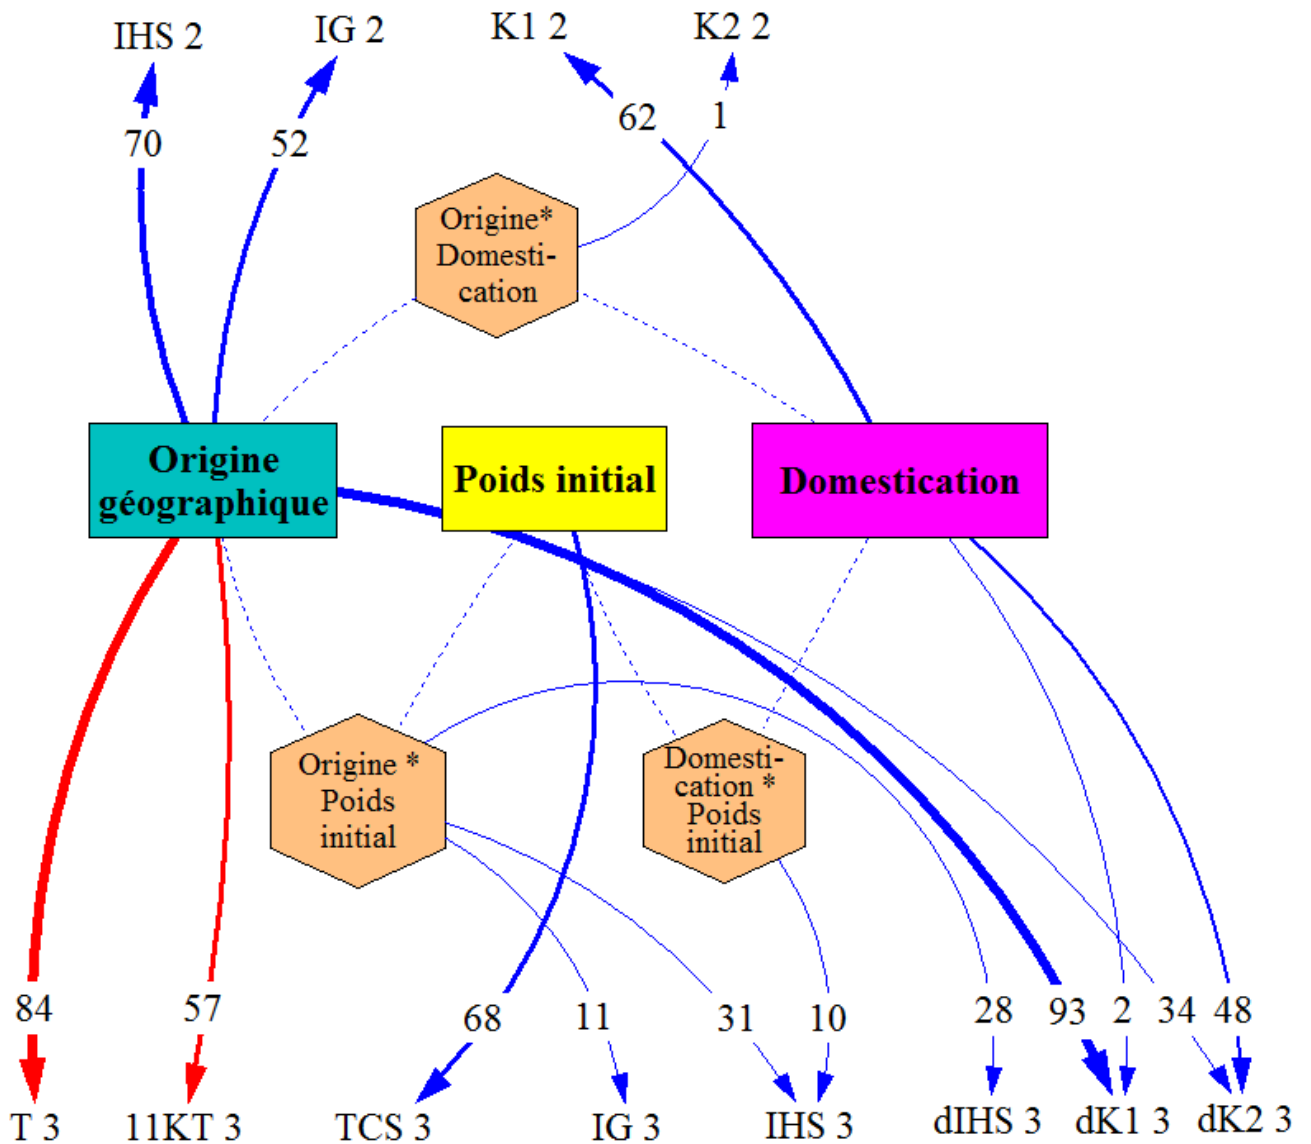 IHS 2
IG 2
K1 2
K2 2
70
52
62
1
Origine*
Domesti-
cation
Origine
géographique
Poids initial
Domestication
Origine *
Poids
initial
Domesti-
cation *
Poids
initial
84
57
68
11
31
10
28
93
2
34
48
T 3
11KT 3
TCS 3
IG 3
IHS 3
dIHS 3
dK1 3
dK2 3